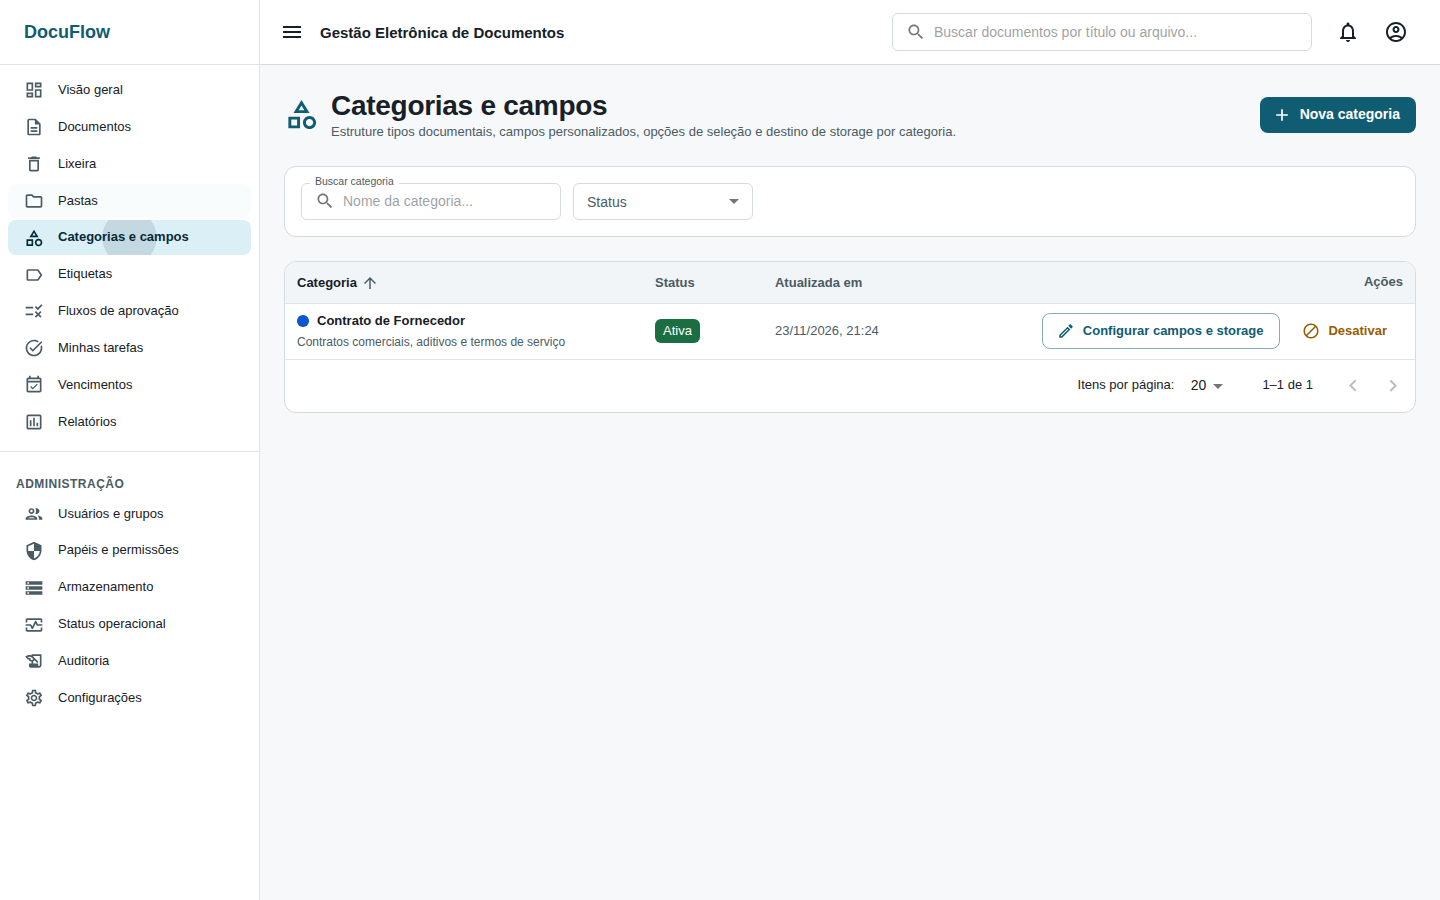 DocuFlow
Gestão Eletrônica de Documentos
Buscar documentos por título ou arquivo...
Visão geral
Documentos
Lixeira
Pastas
Categorias e campos
Etiquetas
Fluxos de aprovação
Minhas tarefas
Vencimentos
Relatórios
ADMINISTRAÇÃO
Usuários e grupos
Papéis e permissões
Armazenamento
Status operacional
Auditoria
Configurações
Categorias e campos
Estruture tipos documentais, campos personalizados, opções de seleção e destino de storage por categoria.
Nova categoria
Buscar categoria
Nome da categoria...
Status
Categoria Status Atualizada em Ações
Contrato de Fornecedor
Contratos comerciais, aditivos e termos de serviço
Ativa
23/11/2026, 21:24
Configurar campos e storage
Desativar
Itens por página: 20 1–1 de 1